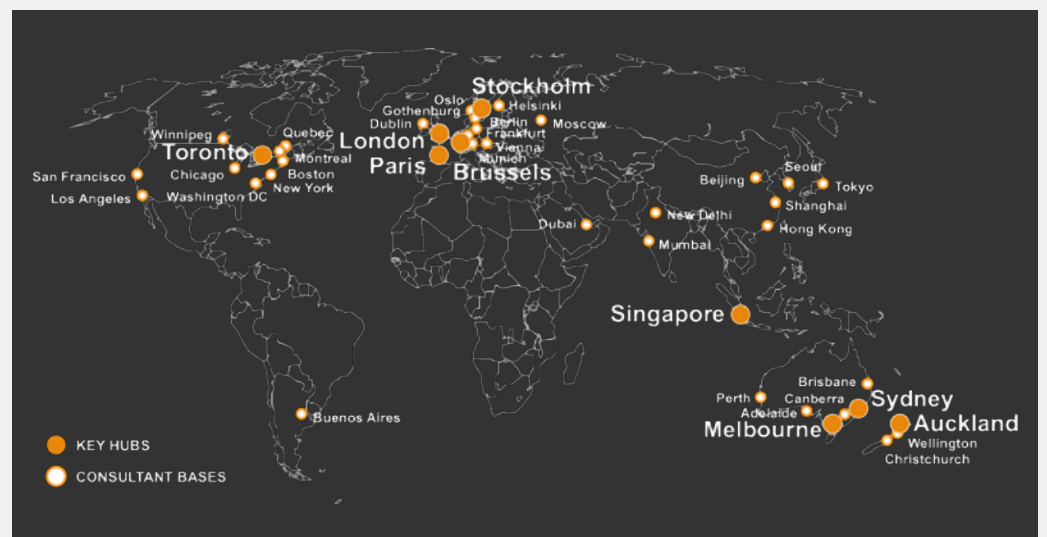 Stockholm
Oslo
Helsinki
Gothenburg
Dublin
Berlin
Moscow
London
Frankfurt
Vienna
Paris
Munich
Brussels
Winnipeg
Quebec
Toronto
Montreal
Chicago
Boston
San Francisco
New York
Los Angeles
Washington DC
Seoul
Beijing
Tokyo
Shanghai
New Delhi
Dubai
Hong Kong
Mumbai
Singapore
Brisbane
Perth
Canberra
Sydney
Adelaide
Melbourne
Auckland
Wellington
Christchurch
Buenos Aires
KEY HUBS
CONSULTANT BASES